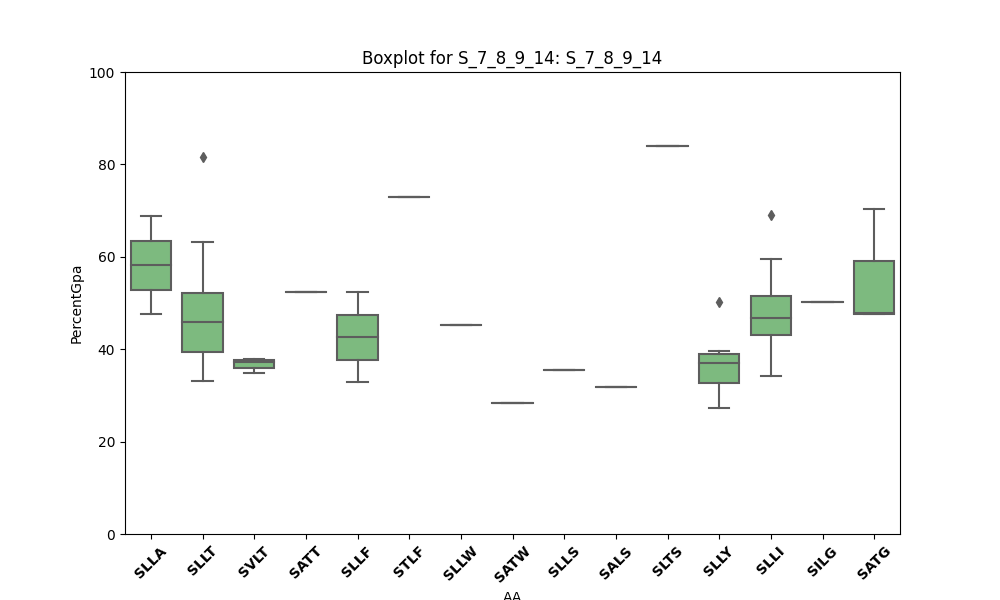 Boxplot for S_7_8_9_14: S_7_8_9_14
100
80
60
40
20
0
PercentGpa
SLLA SLLT SVLT SATT SLLF STLF SLLW SATW SLLS SALS SLTS SLLY SLLI SILG SATG
AA